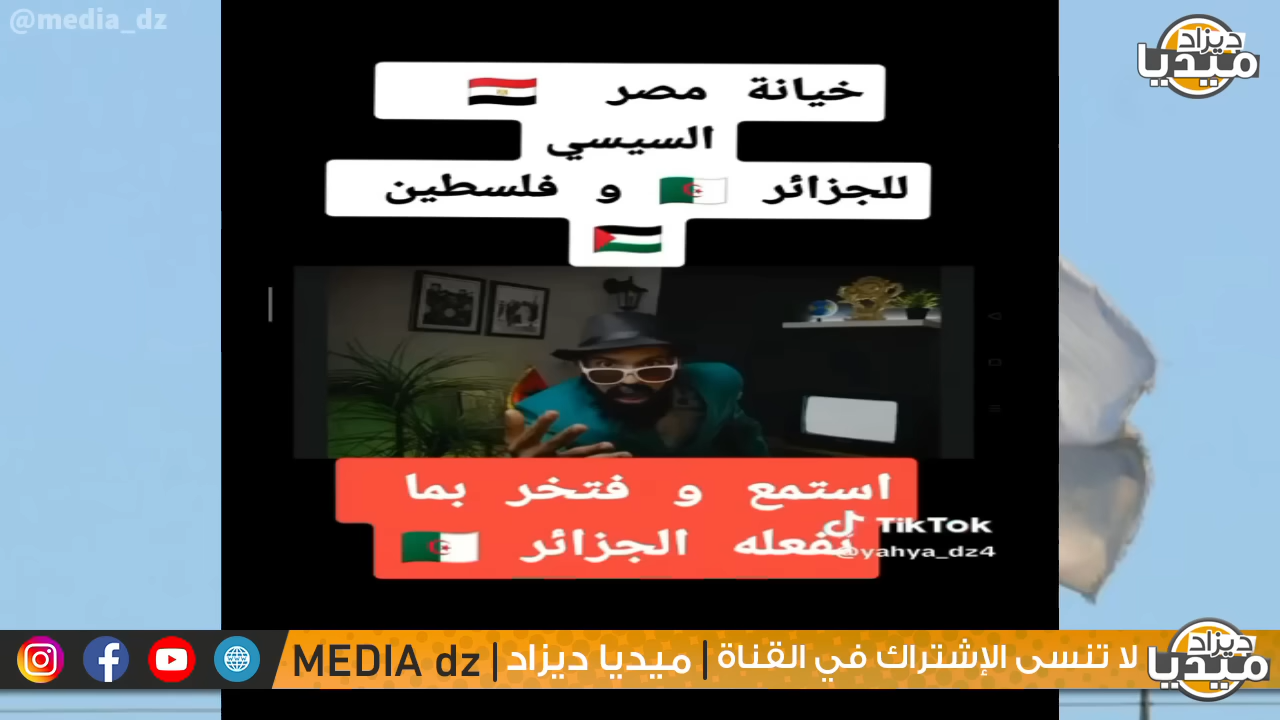 @media_dz
ديزاد
ميديا
خيانة مصر 🇪🇬
السيسي
للجزائر 🇩🇿 و فلسطين
🇵🇸
استمع و فتخر بما
تفعله الجزائر 🇩🇿
TikTok
@yahya_dz4
لا تنسى الإشتراك في القناة | ميديا ديزاد | MEDIA dz
ديزاد
ميديا